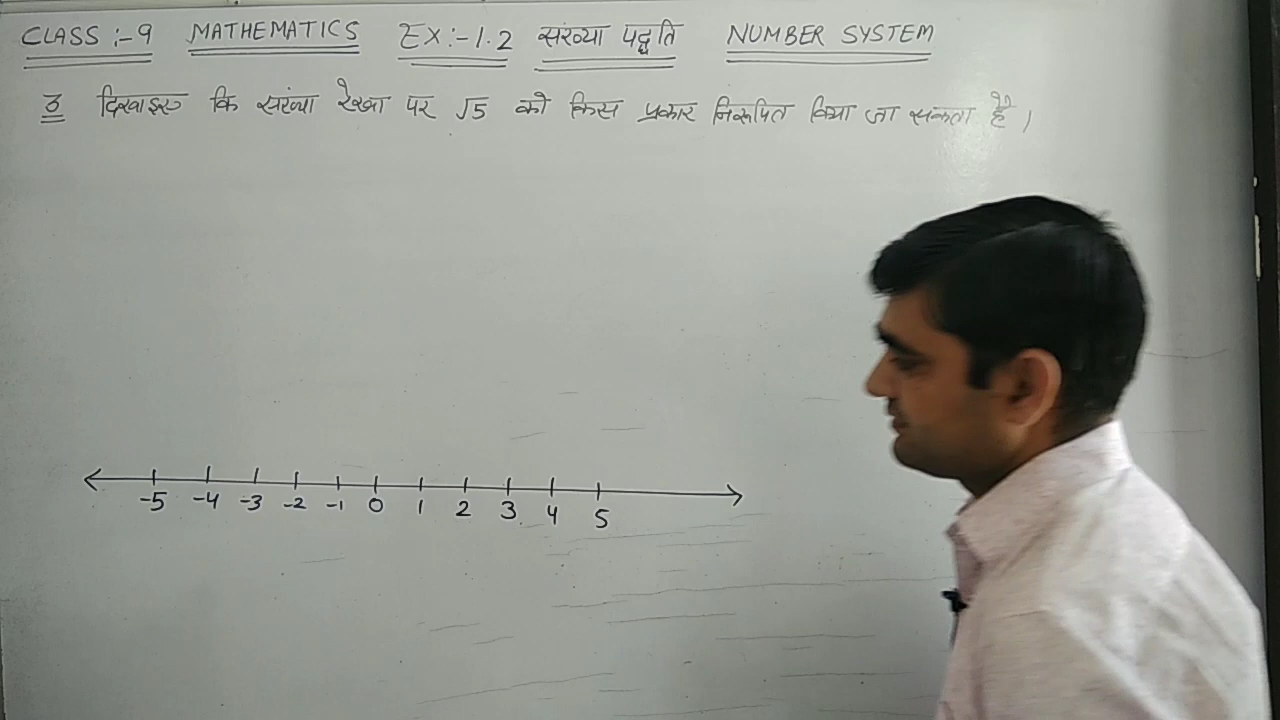 CLASS :- 9 MATHEMATICS EX :- 1.2 संख्या पद्धति NUMBER SYSTEM
3 दिखाइए कि संख्या रेखा पर √5 को किस प्रकार निरूपित किया जा सकता है।
-5 -4 -3 -2 -1 0 1 2 3 4 5